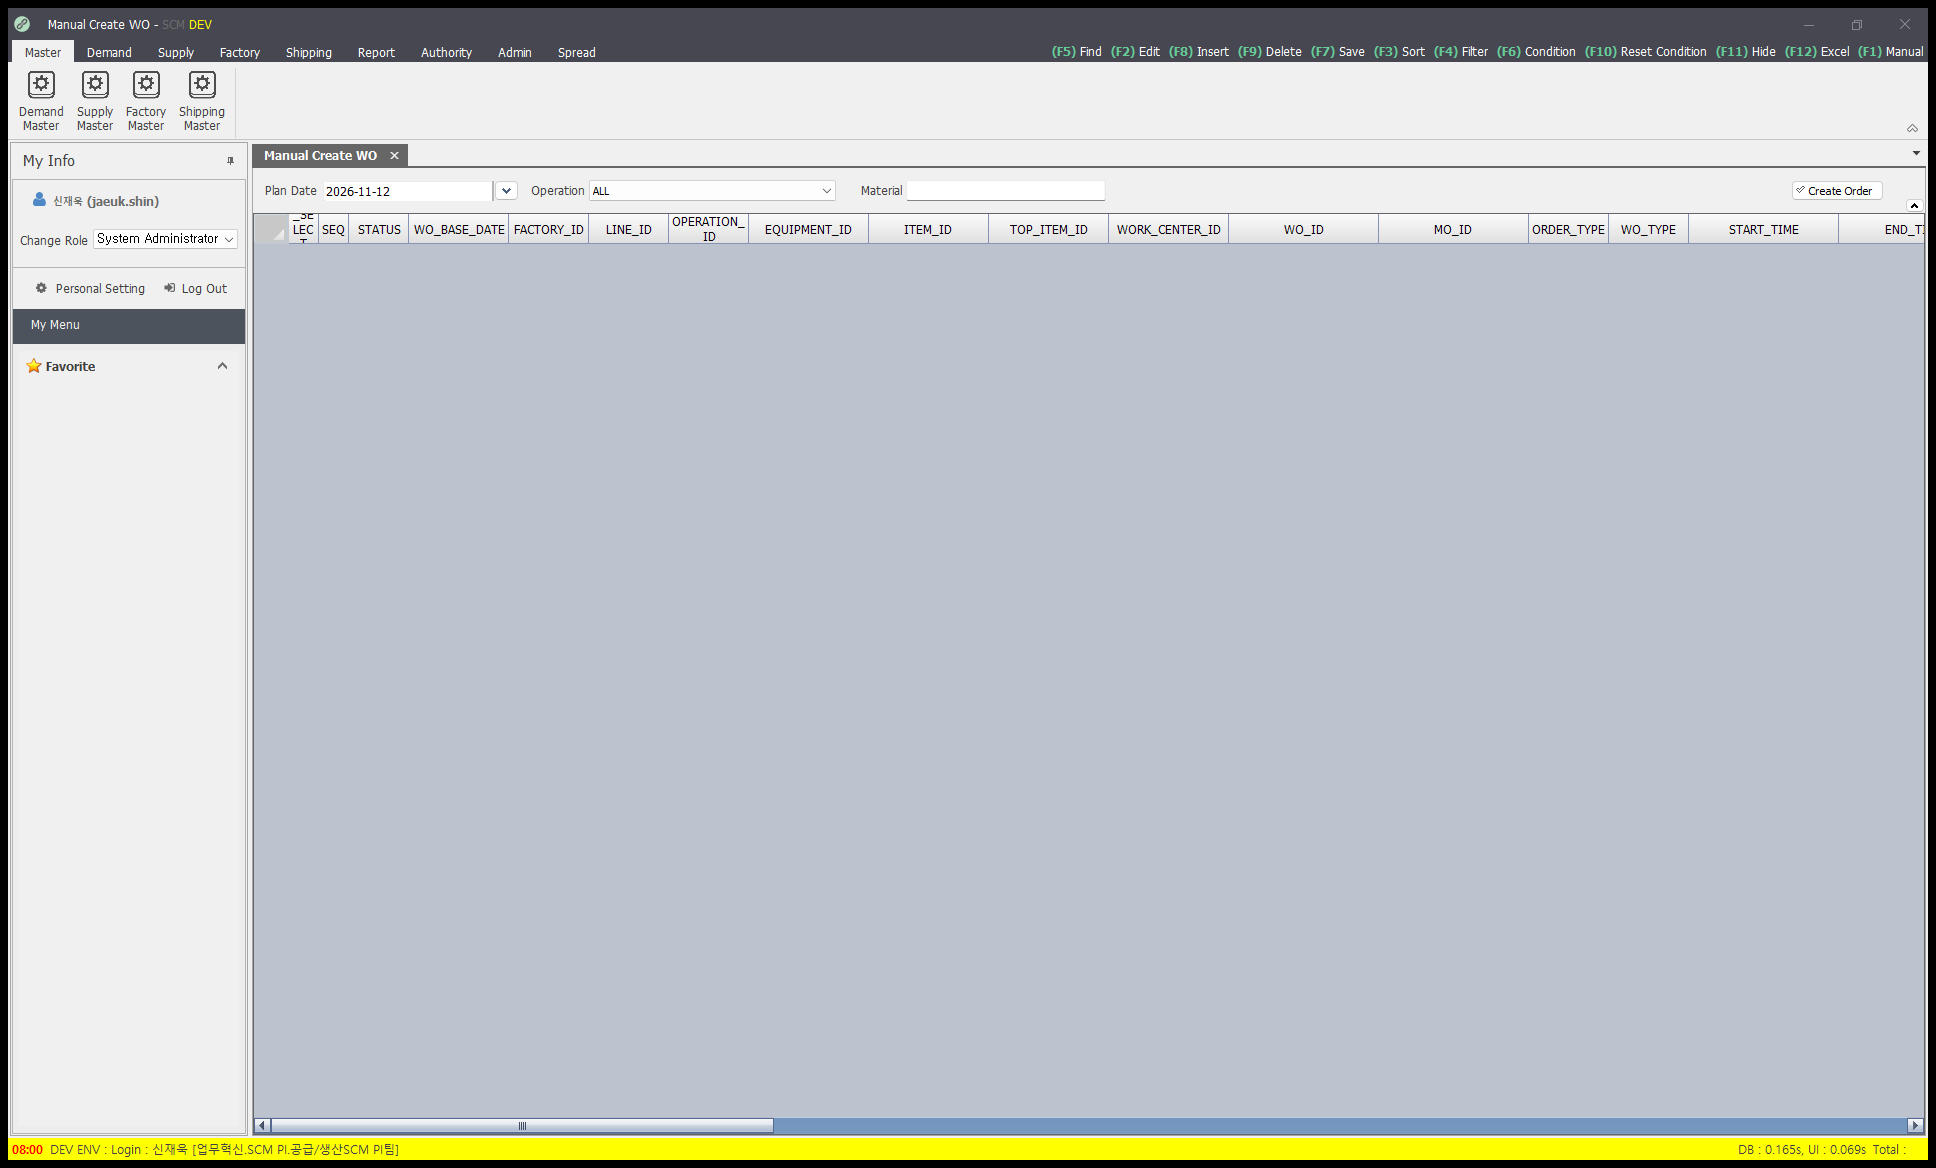 Manual Create WO - SCM DEV
Master Demand Supply Factory Shipping Report Authority Admin Spread
(F5) Find (F2) Edit (F8) Insert (F9) Delete (F7) Save (F3) Sort (F4) Filter (F6) Condition (F10) Reset Condition (F11) Hide (F12) Excel (F1) Manual
Demand Master
Supply Master
Factory Master
Shipping Master
My Info
신재욱 (jaeuk.shin)
Change Role System Administrator
Personal Setting Log Out
My Menu
Favorite
Manual Create WO
Plan Date 2026-11-12 Operation ALL Material Create Order
_SELECT SEQ STATUS WO_BASE_DATE FACTORY_ID LINE_ID OPERATION_ID EQUIPMENT_ID ITEM_ID TOP_ITEM_ID WORK_CENTER_ID WO_ID MO_ID ORDER_TYPE WO_TYPE START_TIME END_TI
08:00 DEV ENV : Login : 신재욱 [업무혁신.SCM PI.공급/생산SCM PI팀]
DB : 0.165s, UI : 0.069s Total :